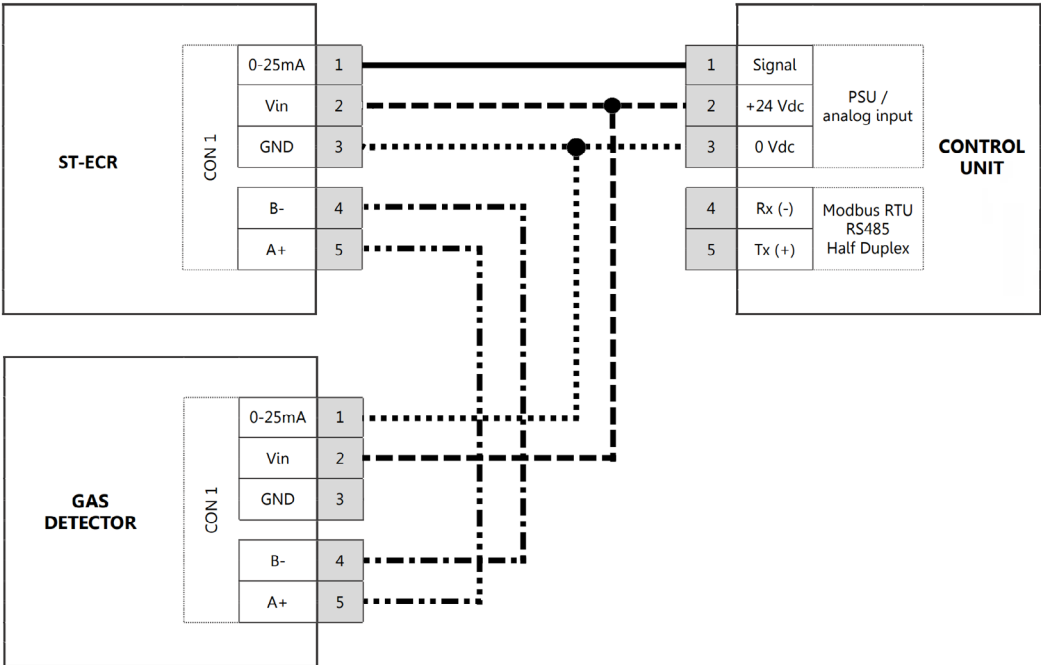 ST-ECR
CON 1
0-25mA 1
Vin 2
GND 3
B- 4
A+ 5
1 Signal
2 +24 Vdc
3 0 Vdc
PSU /
analog input
4 Rx (-)
5 Tx (+)
Modbus RTU
RS485
Half Duplex
CONTROL
UNIT
GAS
DETECTOR
CON 1
0-25mA 1
Vin 2
GND 3
B- 4
A+ 5